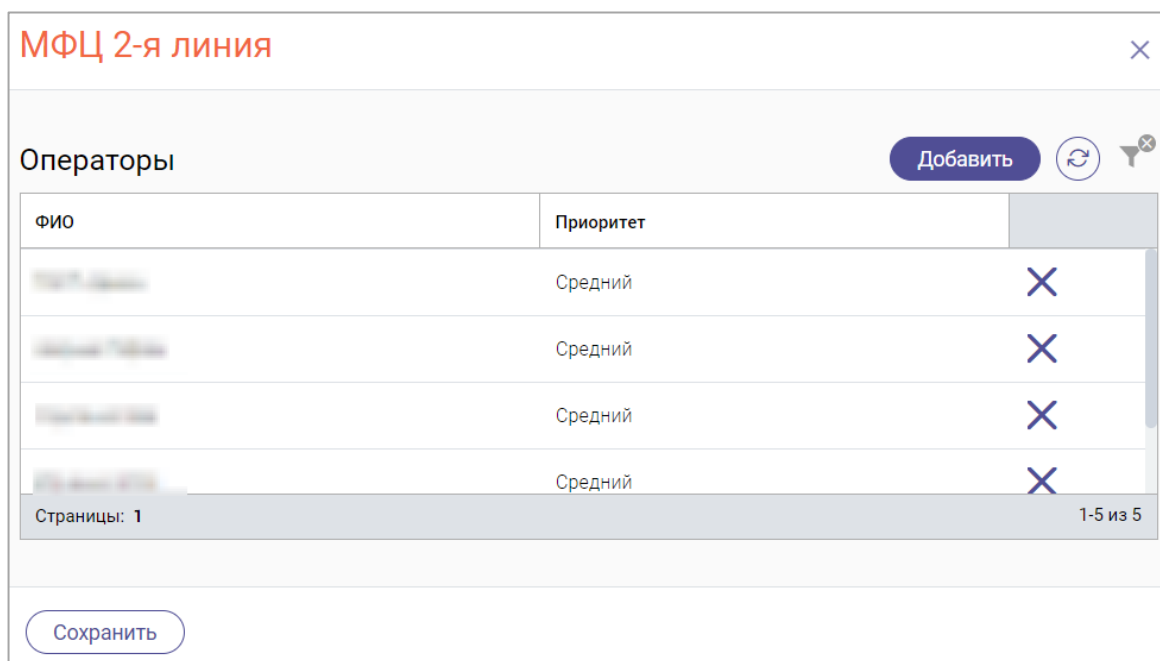 МФЦ 2-я линия
Операторы
Добавить
ФИО Приоритет
Средний
Средний
Средний
Средний
Страницы: 1 1-5 из 5
Сохранить